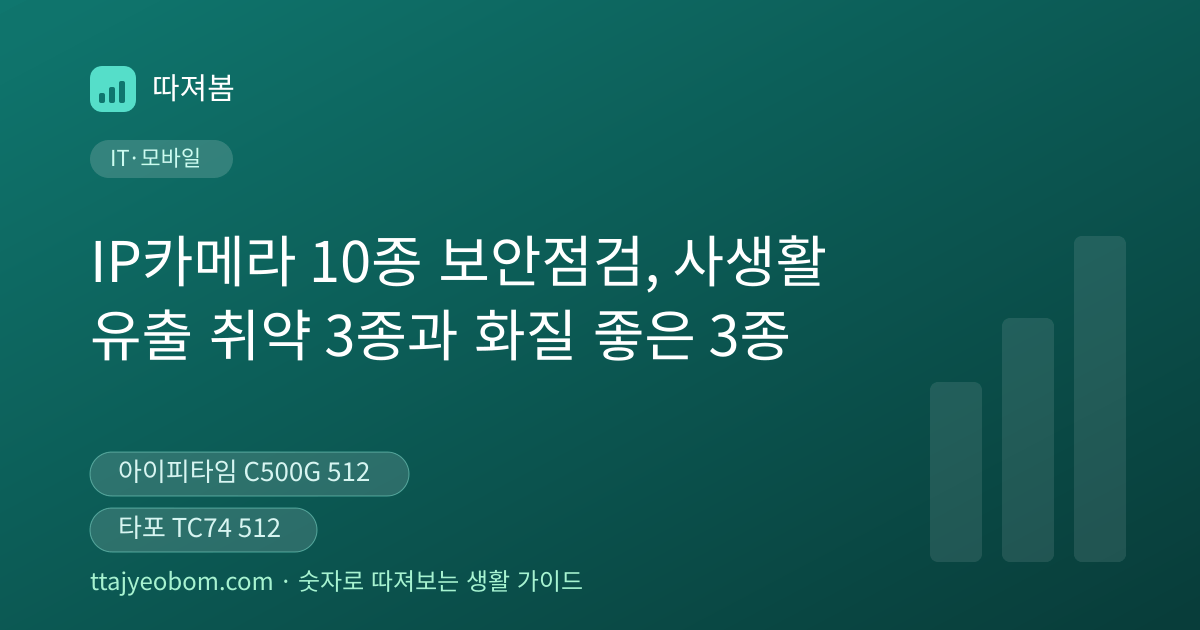 따져봄
IT·모바일
IP카메라 10종 보안점검, 사생활
유출 취약 3종과 화질 좋은 3종
아이피타임 C500G 512
타포 TC74 512
ttajyeobom.com · 숫자로 따져보는 생활 가이드